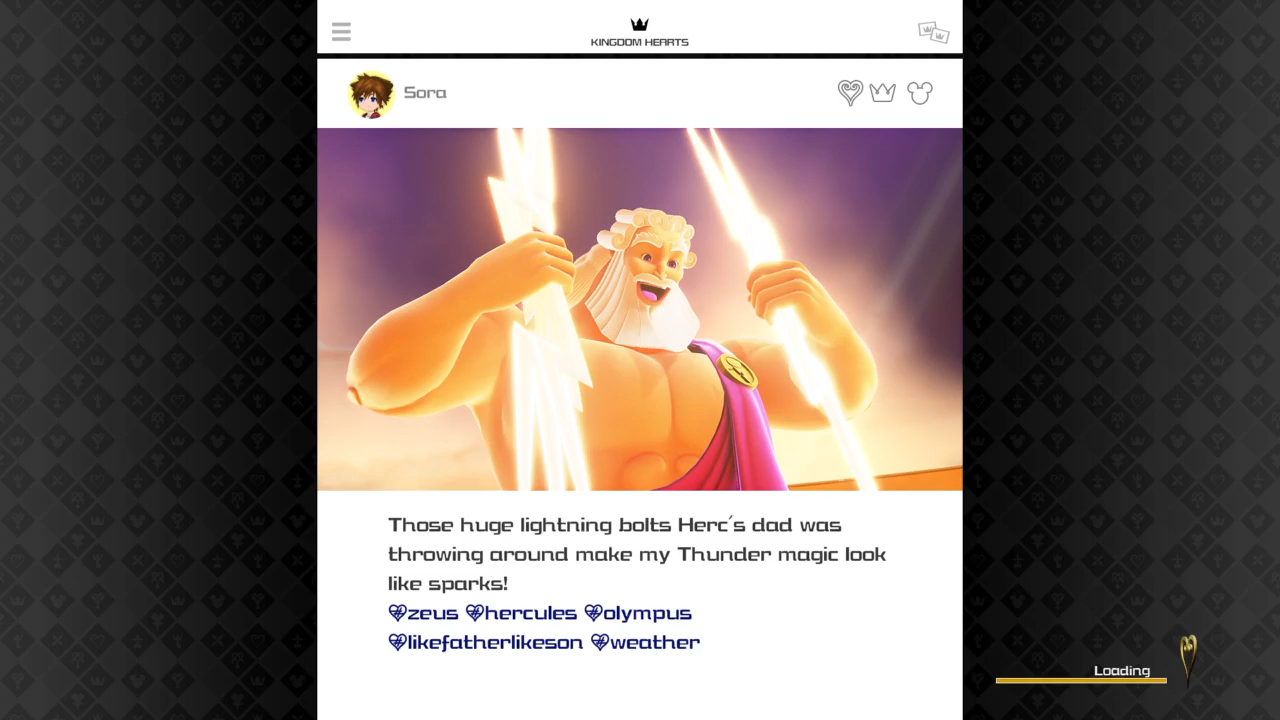 KINGDOM HEARTS
Sora
Those huge lightning bolts Herc's dad was
throwing around make my Thunder magic look
like sparks!
#zeus #hercules #olympus
#likefatherlikeson #weather
Loading